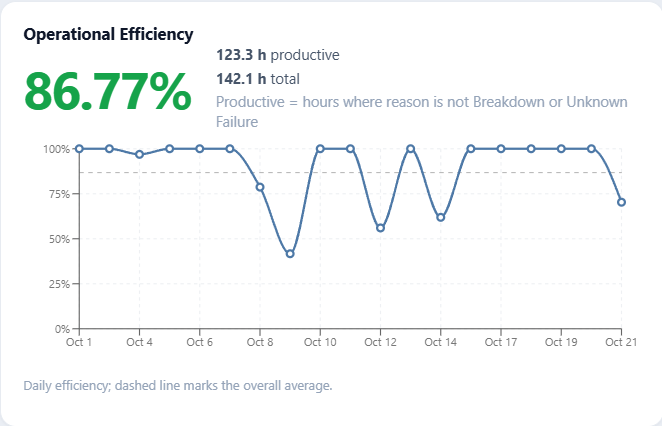 Operational Efficiency
86.77%
123.3 h productive
142.1 h total
Productive = hours where reason is not Breakdown or Unknown
Failure
100%
75%
50%
25%
0%
Oct 1 Oct 4 Oct 6 Oct 8 Oct 10 Oct 12 Oct 14 Oct 17 Oct 19 Oct 21
Daily efficiency; dashed line marks the overall average.